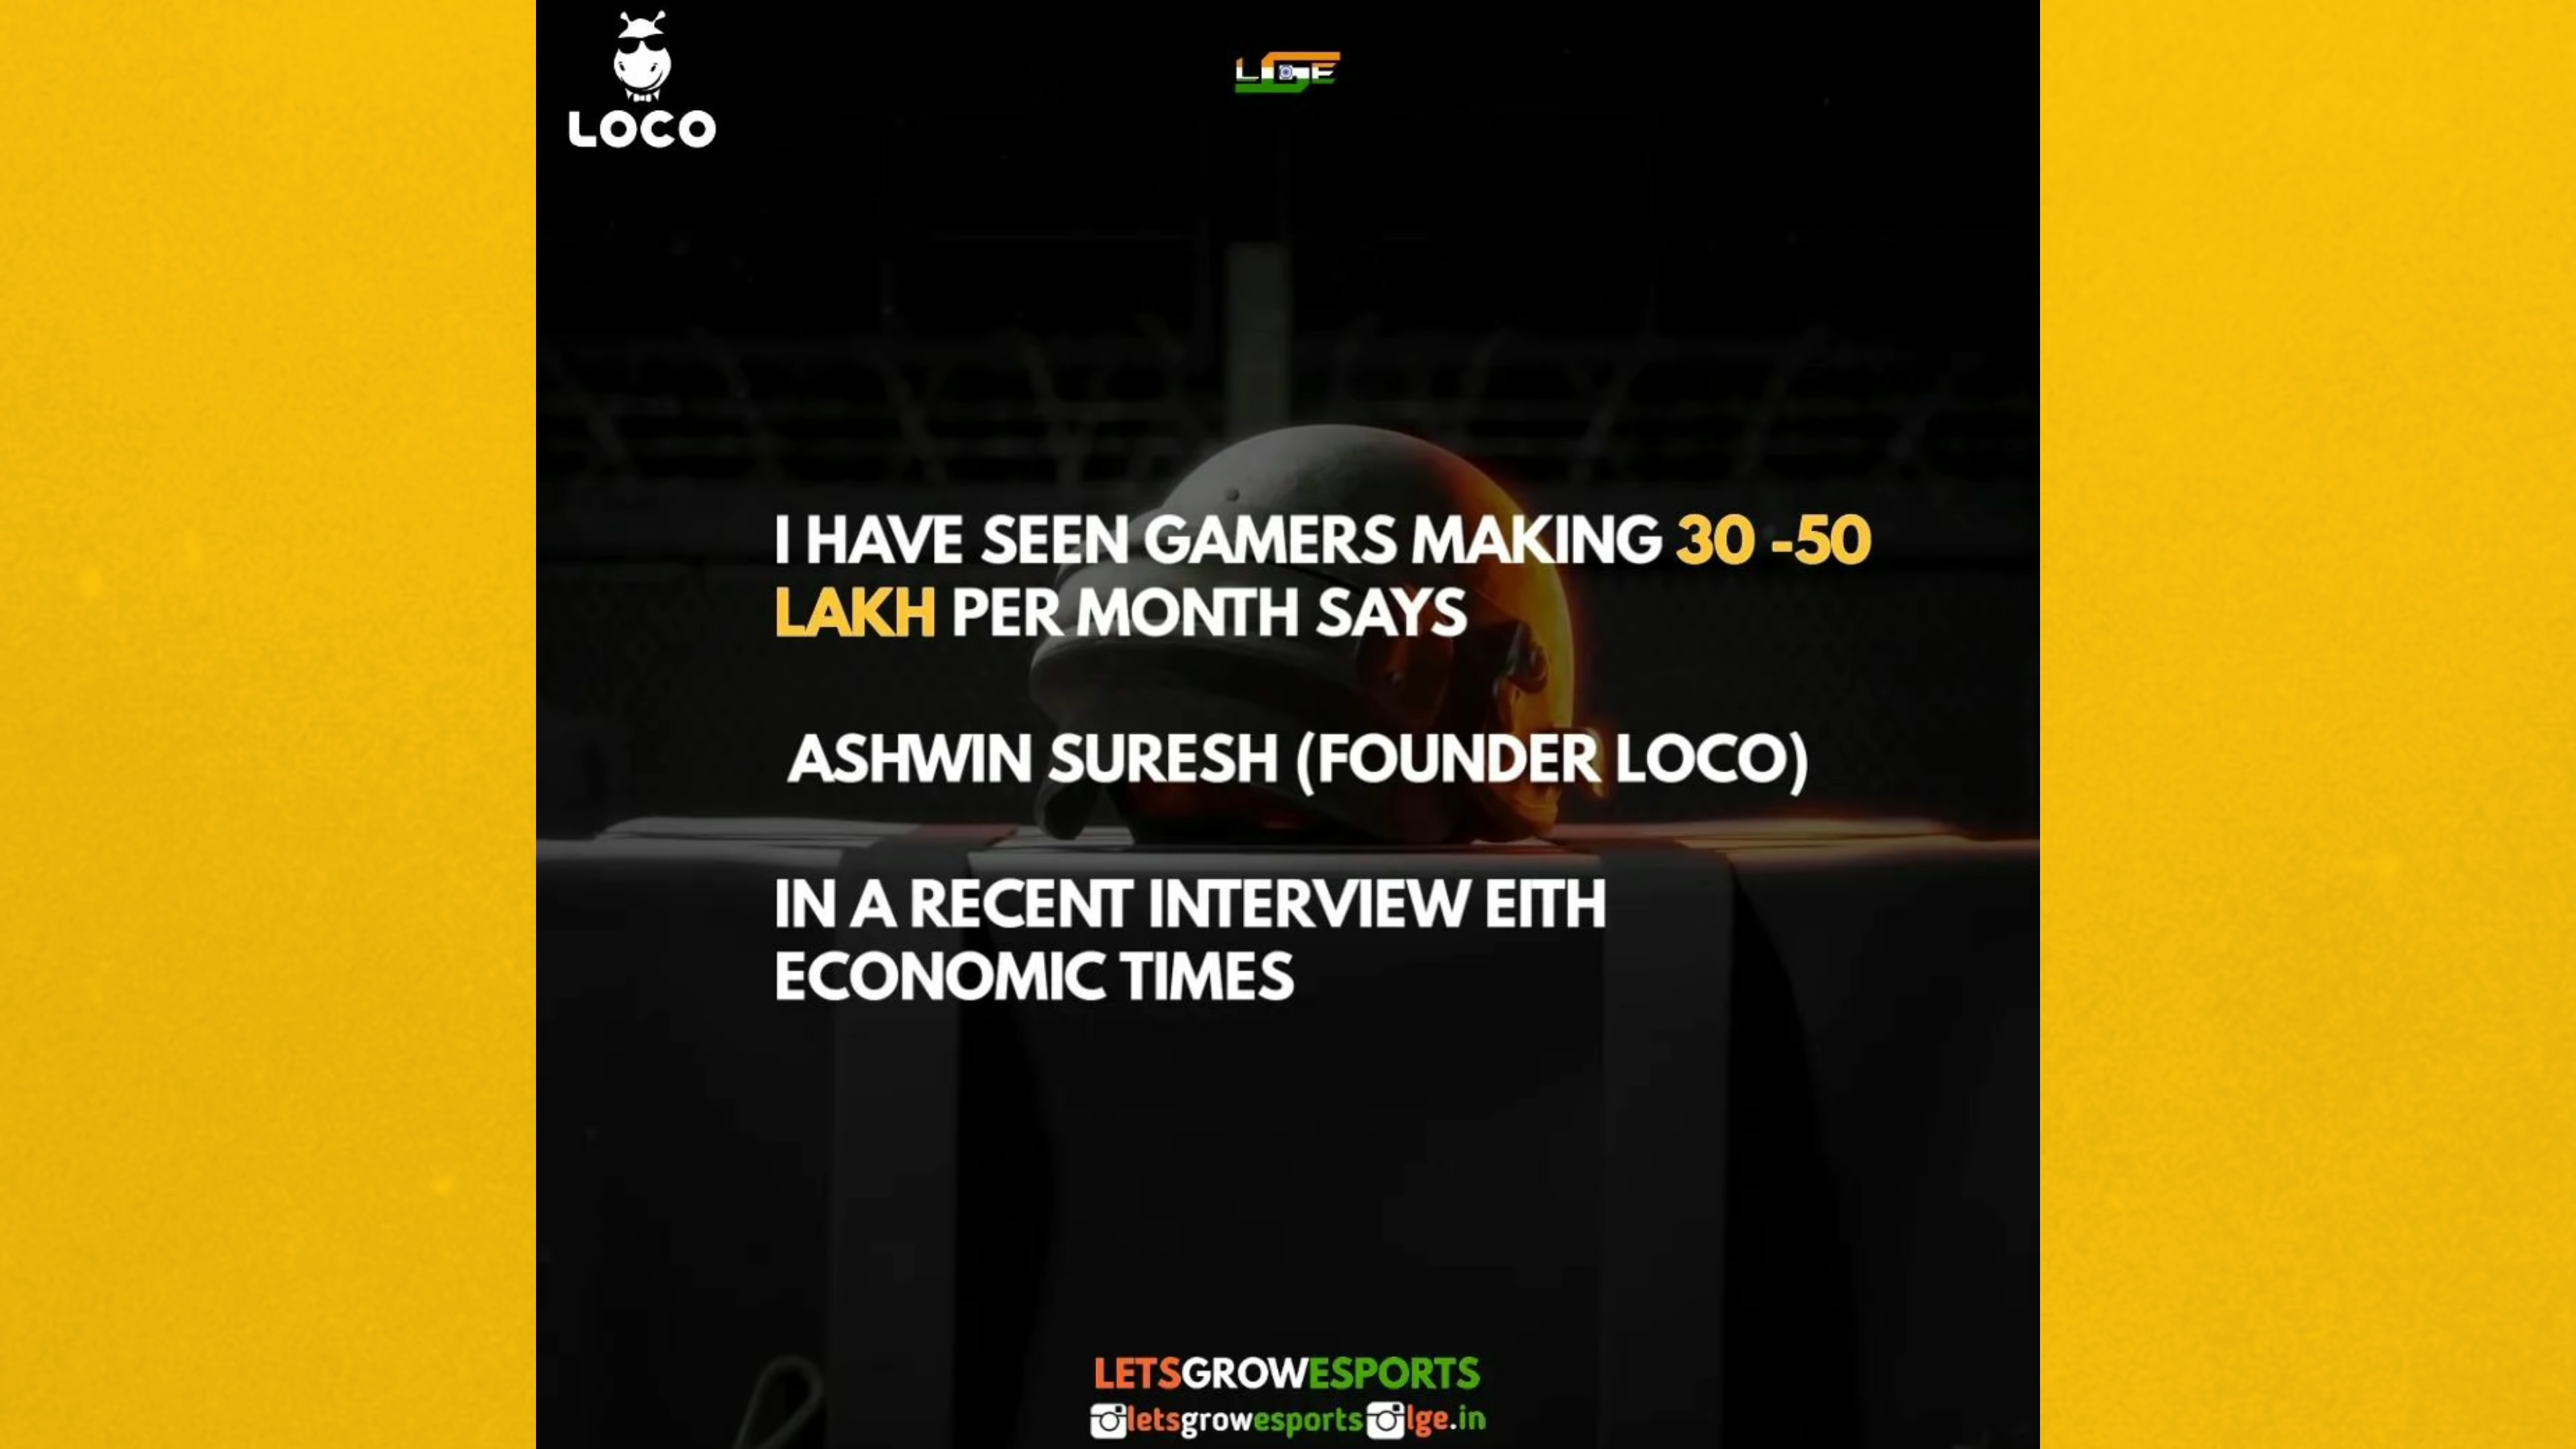 LOCO
LGE
I HAVE SEEN GAMERS MAKING 30 -50
LAKH PER MONTH SAYS
ASHWIN SURESH (FOUNDER LOCO)
IN A RECENT INTERVIEW EITH
ECONOMIC TIMES
LETSGROWESPORTS
letsgrowesports lge.in